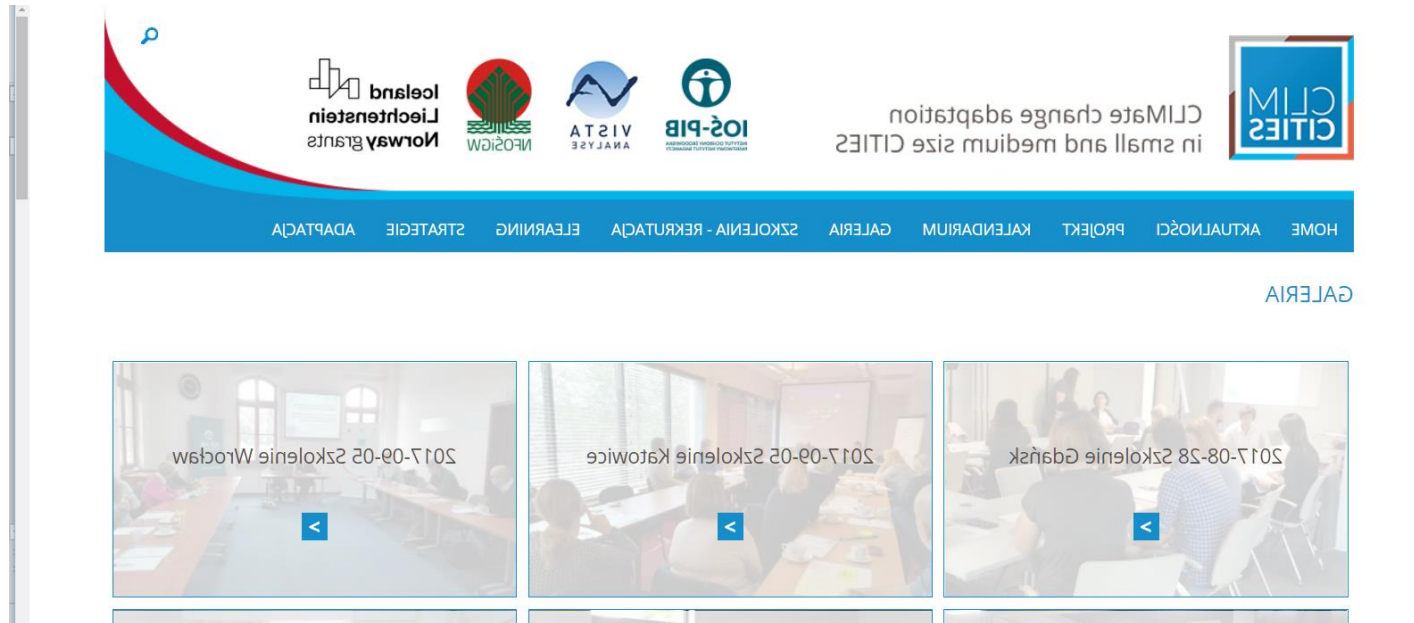 CLIM
CITIES
CLIMate change adaptation
in small and medium size CITIES
IOŚ-PIB
VISTA
ANALYSE
NFOŚiGW
Iceland
Liechtenstein
Norway grants
HOME AKTUALNOŚCI PROJEKT KALENDARIUM GALERIA SZKOLENIA - REKRUTACJA ELEARNING STRATEGIE ADAPTACJA
GALERIA
2017-08-28 Szkolenie Gdańsk
2017-09-05 Szkolenie Katowice
2017-09-05 Szkolenie Wrocław